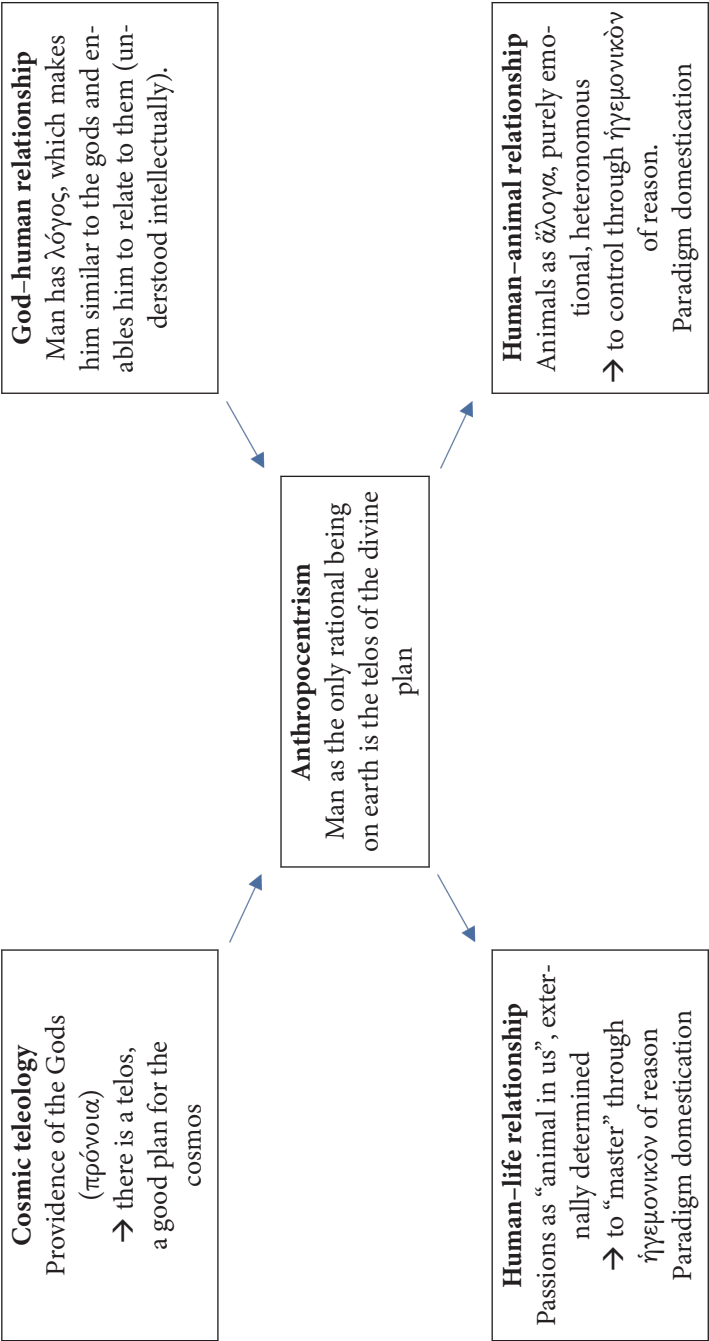 Cosmic teleology
Providence of the Gods
(πρόνοια)
→ there is a telos,
a good plan for the
cosmos
God–human relationship
Man has λόγος, which makes
him similar to the gods and en-
ables him to relate to them (un-
derstood intellectually).
Anthropocentrism
Man as the only rational being
on earth is the telos of the divine
plan
Human–life relationship
Passions as “animal in us”, exter-
nally determined
→ to “master” through
ἡγεμονικὸν of reason
Paradigm domestication
Human–animal relationship
Animals as ἄλογα, purely emo-
tional, heteronomous
→ to control through ἡγεμονικὸν
of reason.
Paradigm domestication